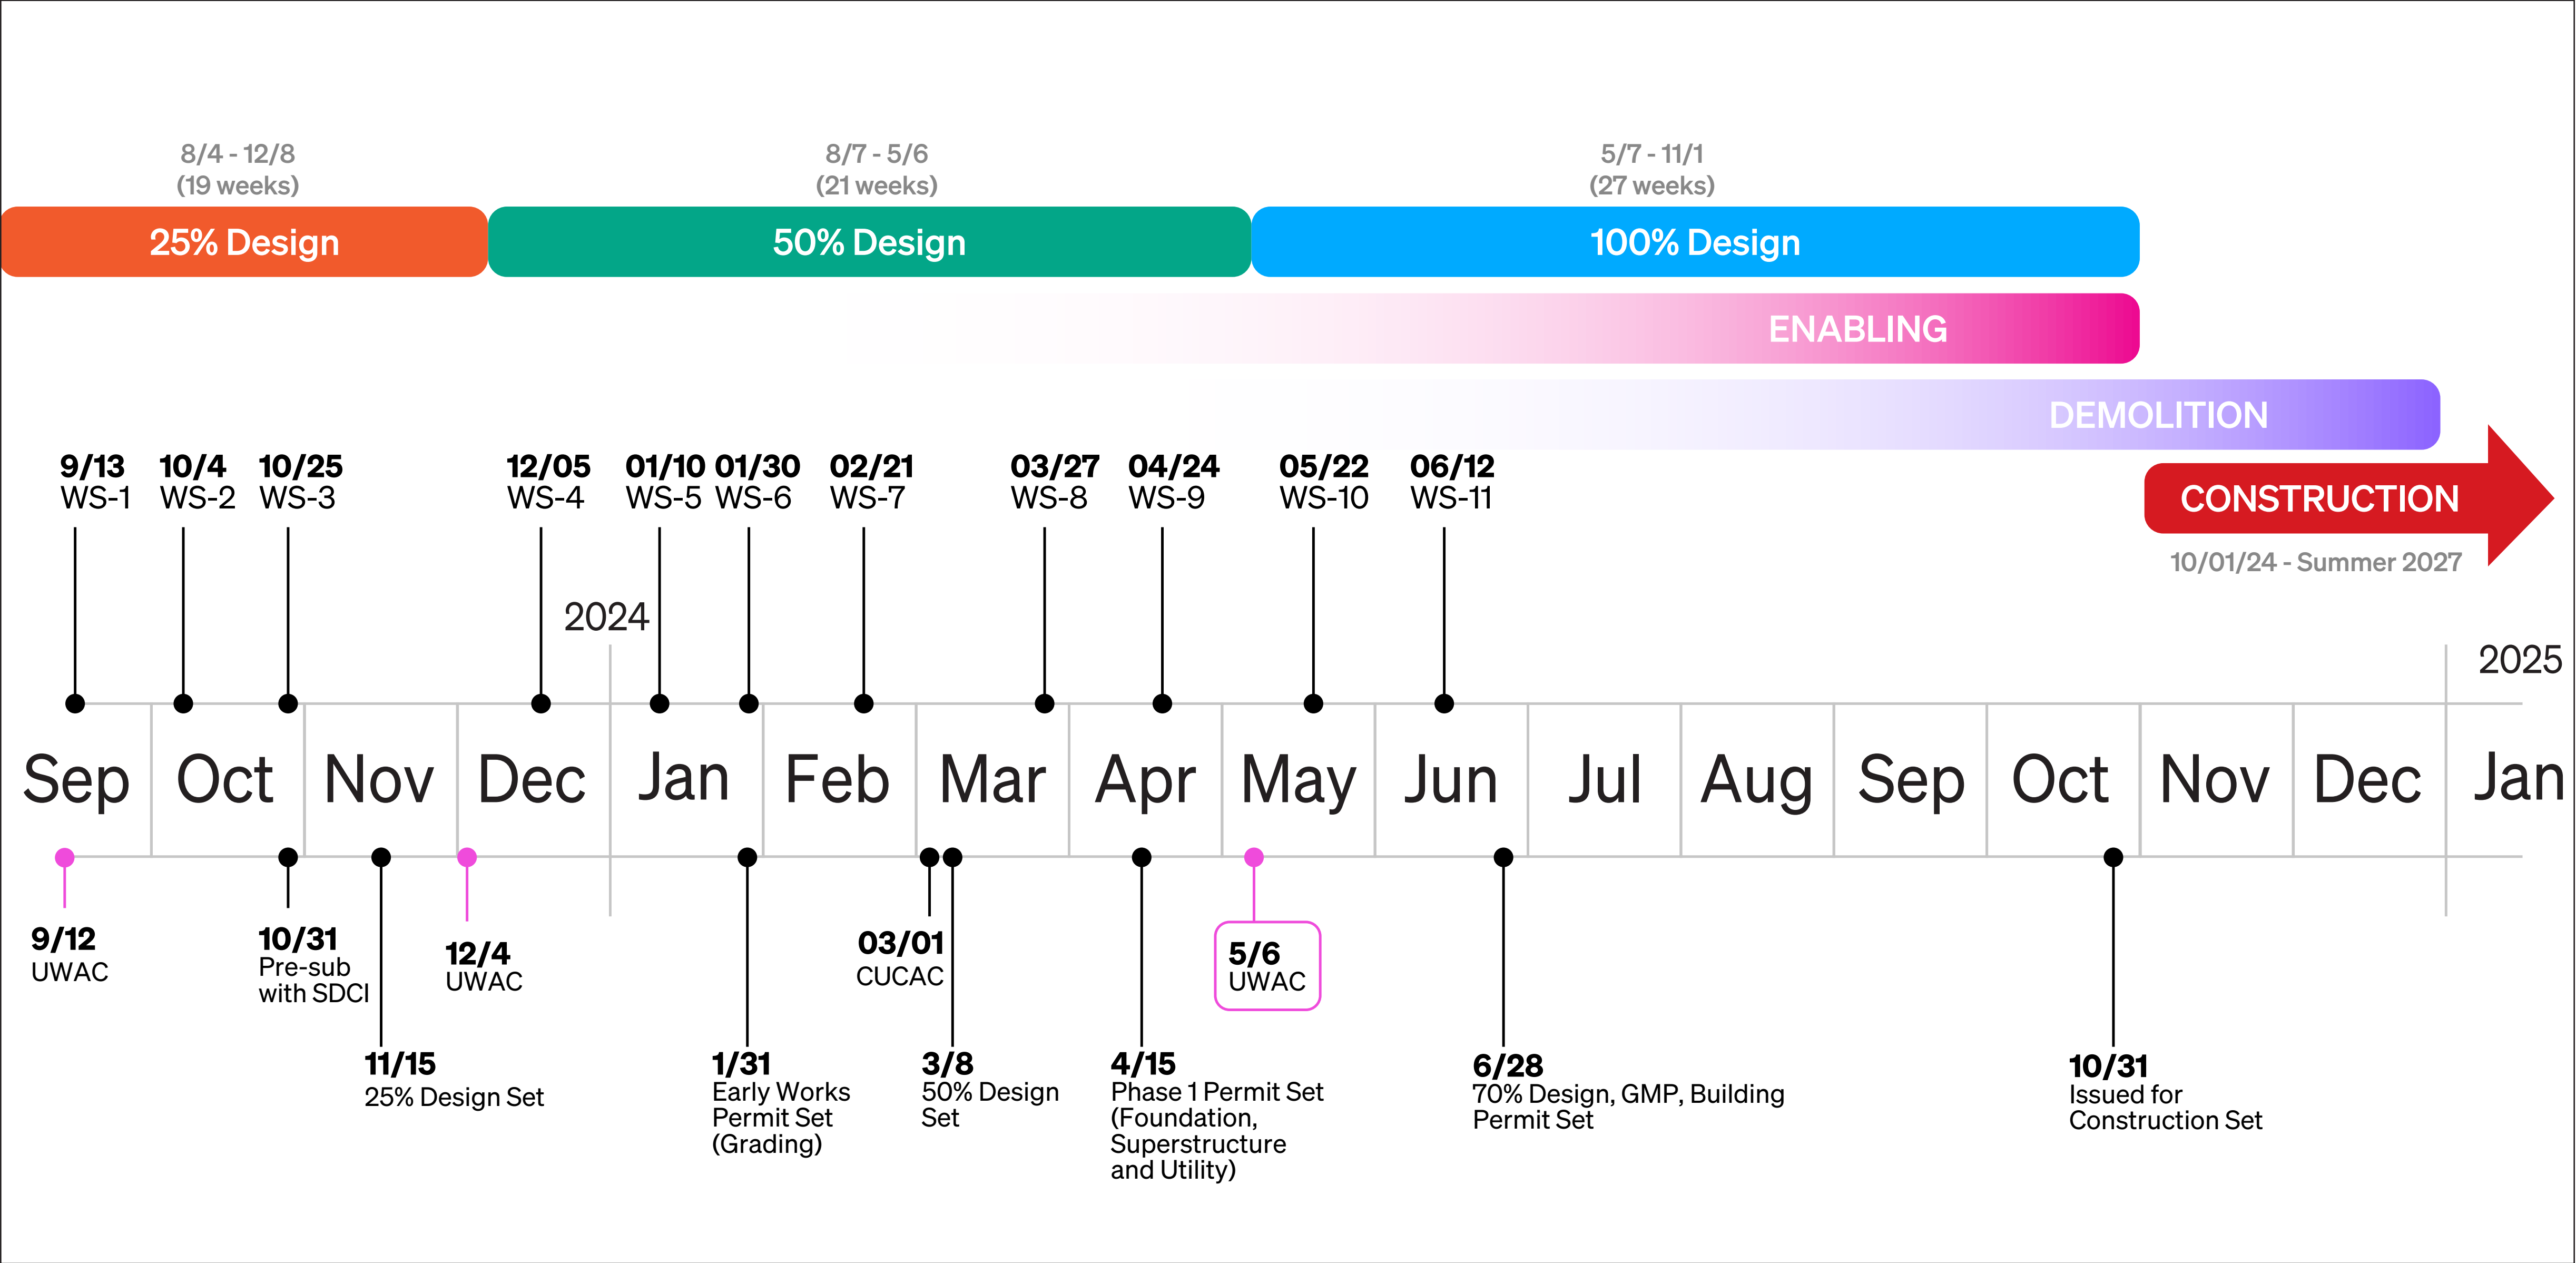 8/4 - 12/8
(19 weeks)
8/7 - 5/6
(21 weeks)
5/7 - 11/1
(27 weeks)
25% Design
50% Design
100% Design
ENABLING
DEMOLITION
CONSTRUCTION
10/01/24 - Summer 2027
9/13
WS-1
10/4
WS-2
10/25
WS-3
12/05
WS-4
01/10
WS-5
01/30
WS-6
02/21
WS-7
03/27
WS-8
04/24
WS-9
05/22
WS-10
06/12
WS-11
2024
2025
Sep
Oct
Nov
Dec
Jan
Feb
Mar
Apr
May
Jun
Jul
Aug
Sep
Oct
Nov
Dec
Jan
9/12
UWAC
10/31
Pre-sub
with SDCI
11/15
25% Design Set
12/4
UWAC
1/31
Early Works
Permit Set
(Grading)
03/01
CUCAC
3/8
50% Design
Set
4/15
Phase 1 Permit Set
(Foundation,
Superstructure
and Utility)
5/6
UWAC
6/28
70% Design, GMP, Building
Permit Set
10/31
Issued for
Construction Set